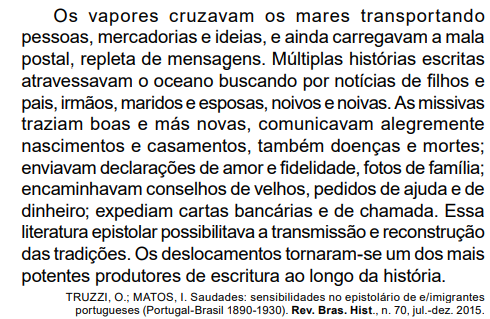 Os vapores cruzavam os mares transportando
pessoas, mercadorias e ideias, e ainda carregavam a mala
postal, repleta de mensagens. Múltiplas histórias escritas
atravessavam o oceano buscando por notícias de filhos e
pais, irmãos, maridos e esposas, noivos e noivas. As missivas
traziam boas e más novas, comunicavam alegremente
nascimentos e casamentos, também doenças e mortes;
enviavam declarações de amor e fidelidade, fotos de família;
encaminhavam conselhos de velhos, pedidos de ajuda e de
dinheiro; expediam cartas bancárias e de chamada. Essa
literatura epistolar possibilitava a transmissão e reconstrução
das tradições. Os deslocamentos tornaram-se um dos mais
potentes produtores de escritura ao longo da história.
TRUZZI, O.; MATOS, I. Saudades: sensibilidades no epistolário de e/imigrantes
portugueses (Portugal-Brasil 1890-1930). Rev. Bras. Hist., n. 70, jul.-dez. 2015.